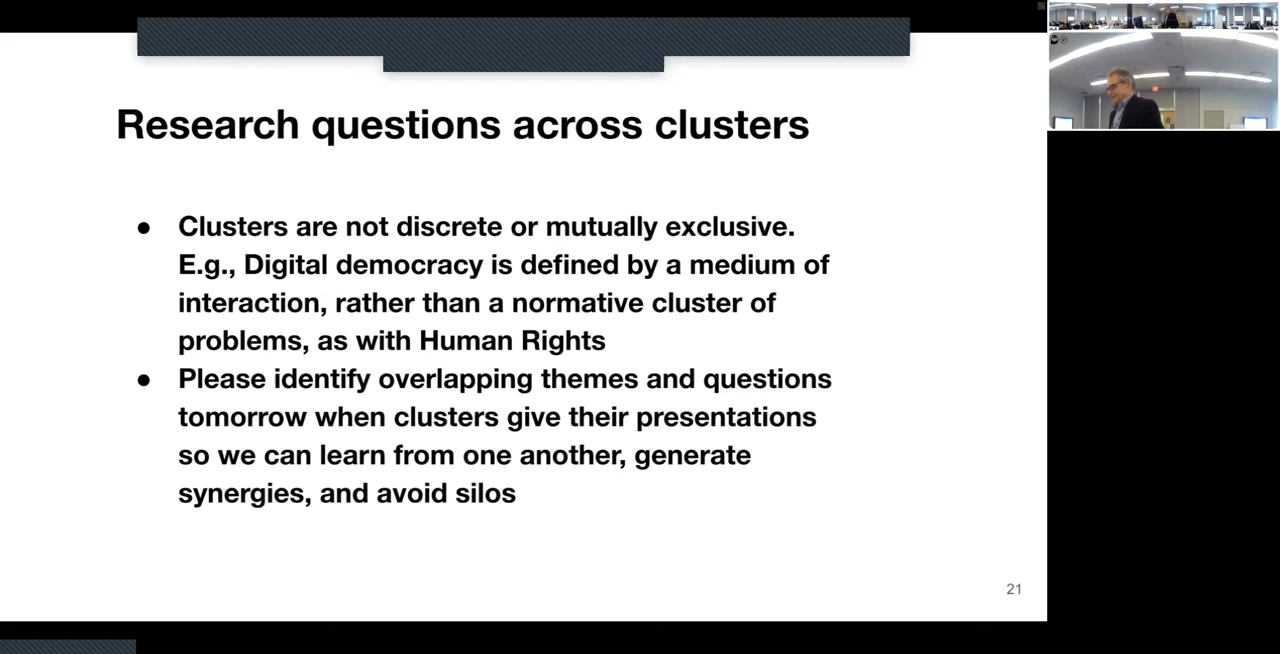 Research questions across clusters
● Clusters are not discrete or mutually exclusive.
E.g., Digital democracy is defined by a medium of
interaction, rather than a normative cluster of
problems, as with Human Rights
● Please identify overlapping themes and questions
tomorrow when clusters give their presentations
so we can learn from one another, generate
synergies, and avoid silos
21